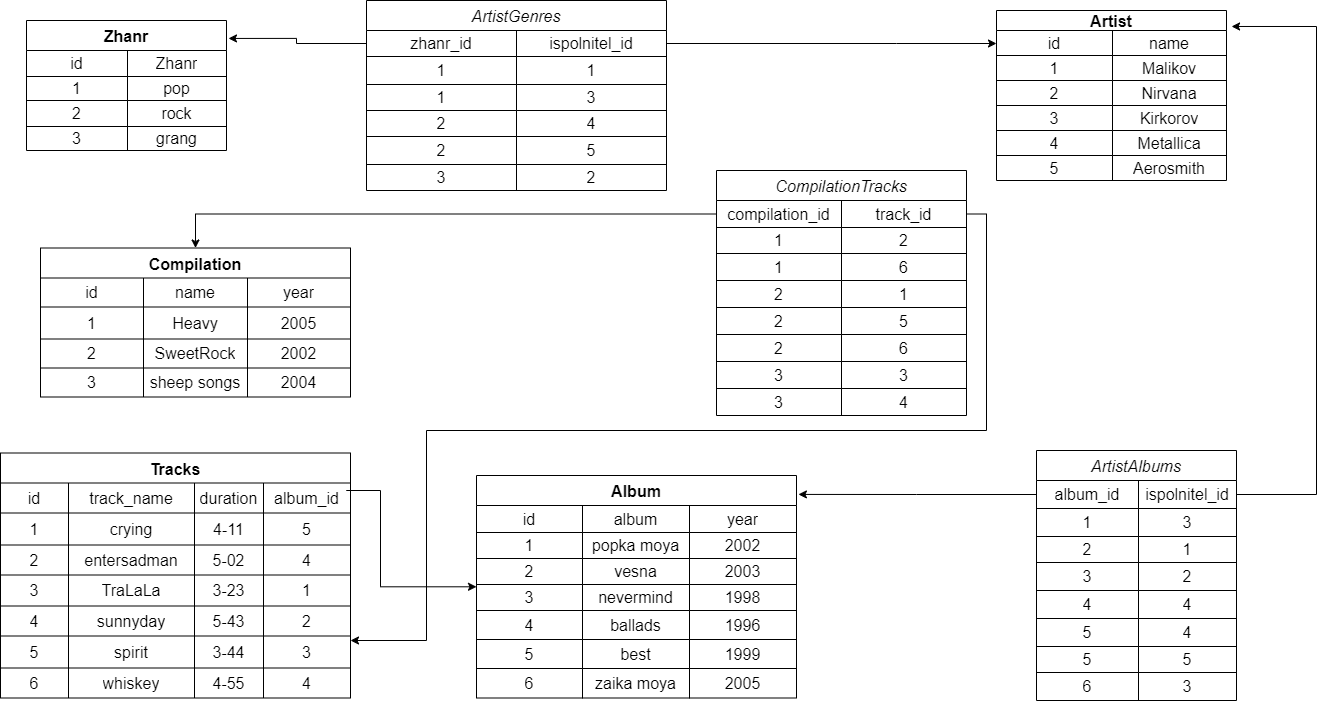 Zhanr
id Zhanr
1 pop
2 rock
3 grang
ArtistGenres
zhanr_id ispolnitel_id
1 1
1 3
2 4
2 5
3 2
Artist
id name
1 Malikov
2 Nirvana
3 Kirkorov
4 Metallica
5 Aerosmith
CompilationTracks
compilation_id track_id
1 2
1 6
2 1
2 5
2 6
3 3
3 4
Compilation
id name year
1 Heavy 2005
2 SweetRock 2002
3 sheep songs 2004
Tracks
id track_name duration album_id
1 crying 4-11 5
2 entersadman 5-02 4
3 TraLaLa 3-23 1
4 sunnyday 5-43 2
5 spirit 3-44 3
6 whiskey 4-55 4
Album
id album year
1 popka moya 2002
2 vesna 2003
3 nevermind 1998
4 ballads 1996
5 best 1999
6 zaika moya 2005
ArtistAlbums
album_id ispolnitel_id
1 3
2 1
3 2
4 4
5 4
5 5
6 3